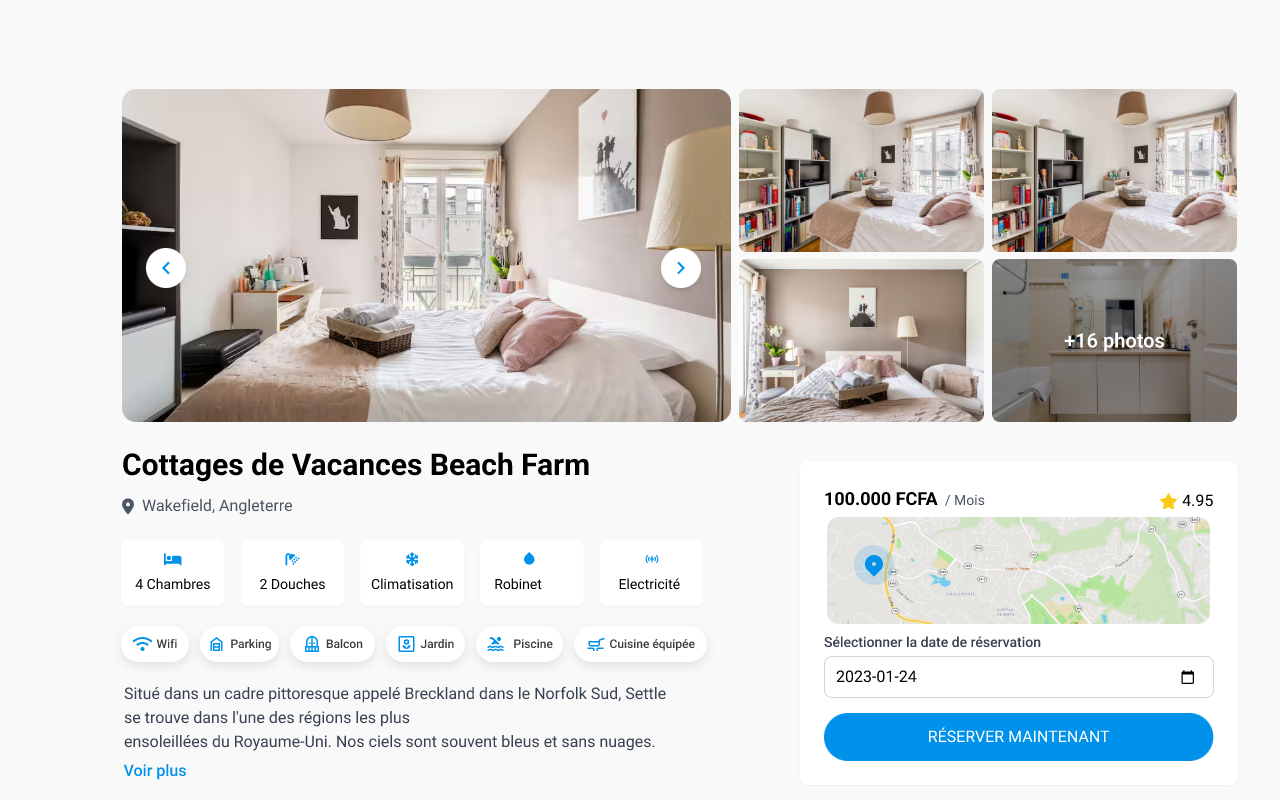 +16 photos
Cottages de Vacances Beach Farm
Wakefield, Angleterre
4 Chambres
2 Douches
Climatisation
Robinet
Electricité
Wifi
Parking
Balcon
Jardin
Piscine
Cuisine équipée
Situé dans un cadre pittoresque appelé Breckland dans le Norfolk Sud, Settle
se trouve dans l'une des régions les plus
ensoleillées du Royaume-Uni. Nos ciels sont souvent bleus et sans nuages.
Voir plus
100.000 FCFA / Mois
4.95
Sélectionner la date de réservation
2023-01-24
RÉSERVER MAINTENANT